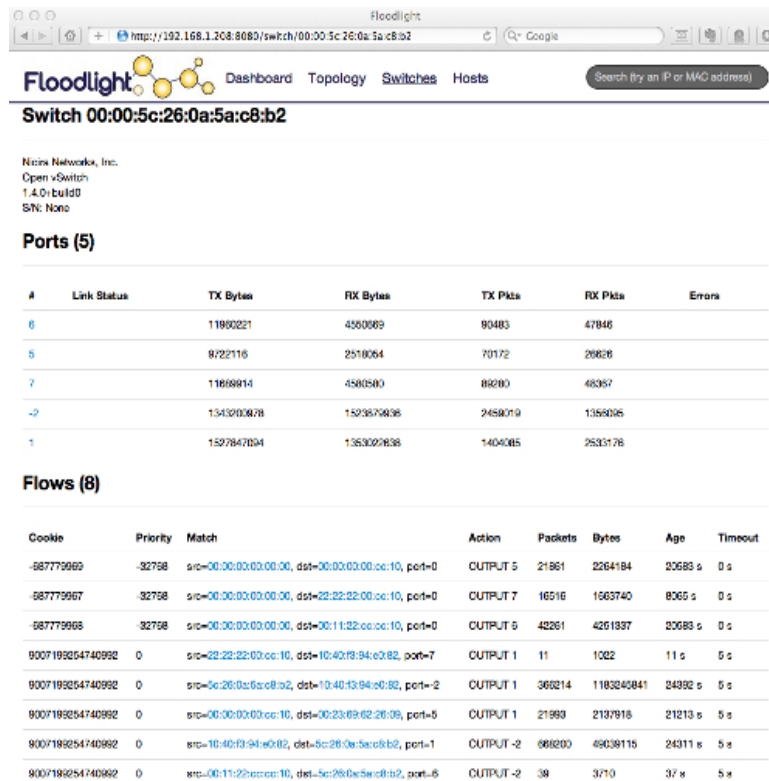 Floodlight
http://192.168.1.208:8080/switch/00:00:5c:26:0a:5a:c8:b2
Google
Floodlight Dashboard Topology Switches Hosts Search (try an IP or MAC address)
Switch 00:00:5c:26:0a:5a:c8:b2
Nicira Networks, Inc.
Open vSwitch
1.4.0+build0
S/N: None
Ports (5)
# Link Status TX Bytes RX Bytes TX Pkts RX Pkts Errors
6 11960221 4550669 90483 47846
5 9722116 2518054 70172 26626
7 11689914 4580580 89280 48367
-2 1343200978 1523879936 2459019 1356095
1 1527847094 1353022638 1404085 2533176
Flows (8)
Cookie Priority Match Action Packets Bytes Age Timeout
-687779969 -32768 src=00:00:00:00:00:00, dst=00:00:00:00:cc:10, port=0 OUTPUT 5 21861 2264184 20583 s 0 s
-687779967 -32768 src=00:00:00:00:00:00, dst=22:22:22:00:cc:10, port=0 OUTPUT 7 16516 1663740 8065 s 0 s
-687779968 -32768 src=00:00:00:00:00:00, dst=00:11:22:00:cc:10, port=0 OUTPUT 6 42261 4251337 20583 s 0 s
9007199254740992 0 src=22:22:22:00:cc:10, dst=10:40:f3:94:e0:82, port=7 OUTPUT 1 11 1022 11 s 5 s
9007199254740992 0 src=5c:26:0a:5a:c8:b2, dst=10:40:f3:94:e0:82, port=-2 OUTPUT 1 366214 1183245841 24392 s 5 s
9007199254740992 0 src=00:00:00:00:cc:10, dst=00:23:69:62:26:09, port=5 OUTPUT 1 21993 2137918 21213 s 5 s
9007199254740992 0 src=10:40:f3:94:e0:82, dst=5c:26:0a:5a:c8:b2, port=1 OUTPUT -2 668200 49039115 24311 s 5 s
9007199254740992 0 src=00:11:22:cc:cc:10, dst=5c:26:0a:5a:c8:b2, port=6 OUTPUT -2 39 3710 37 s 5 s